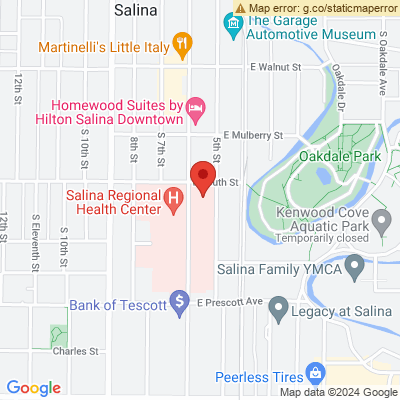 Salina
Map error: g.co/staticmaperror
The Garage
Automotive Museum
Martinelli's Little Italy
12th St
S 10th St
8th St
S 7th St
E Walnut St
Oakdale Dr
S Oakdale Ave
Homewood Suites by
Hilton Salina Downtown
E Mulberry St
5th St
Oakdale Park
uth St
Salina Regional
Health Center
H
12th St
S Eleventh St
S 10th St
Kenwood Cove
Aquatic Park
Temporarily closed
Salina Family YMCA
Bank of Tescott
$
E Prescott Ave
Legacy at Salina
Charles St
Peerless Tires
Google
Map data ©2024 Google